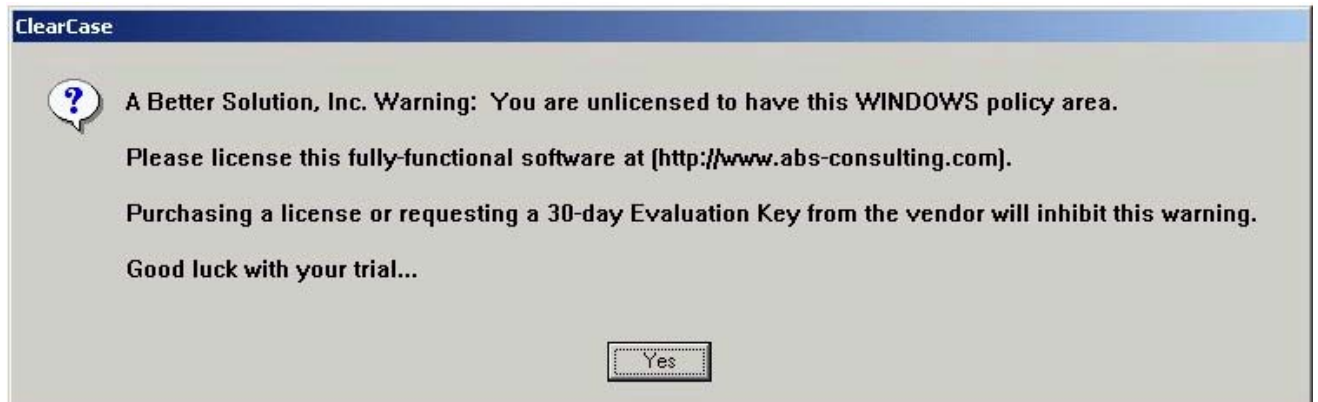 ClearCase
?
A Better Solution, Inc. Warning:  You are unlicensed to have this WINDOWS policy area.
Please license this fully-functional software at (http://www.abs-consulting.com).
Purchasing a license or requesting a 30-day Evaluation Key from the vendor will inhibit this warning.
Good luck with your trial...
Yes